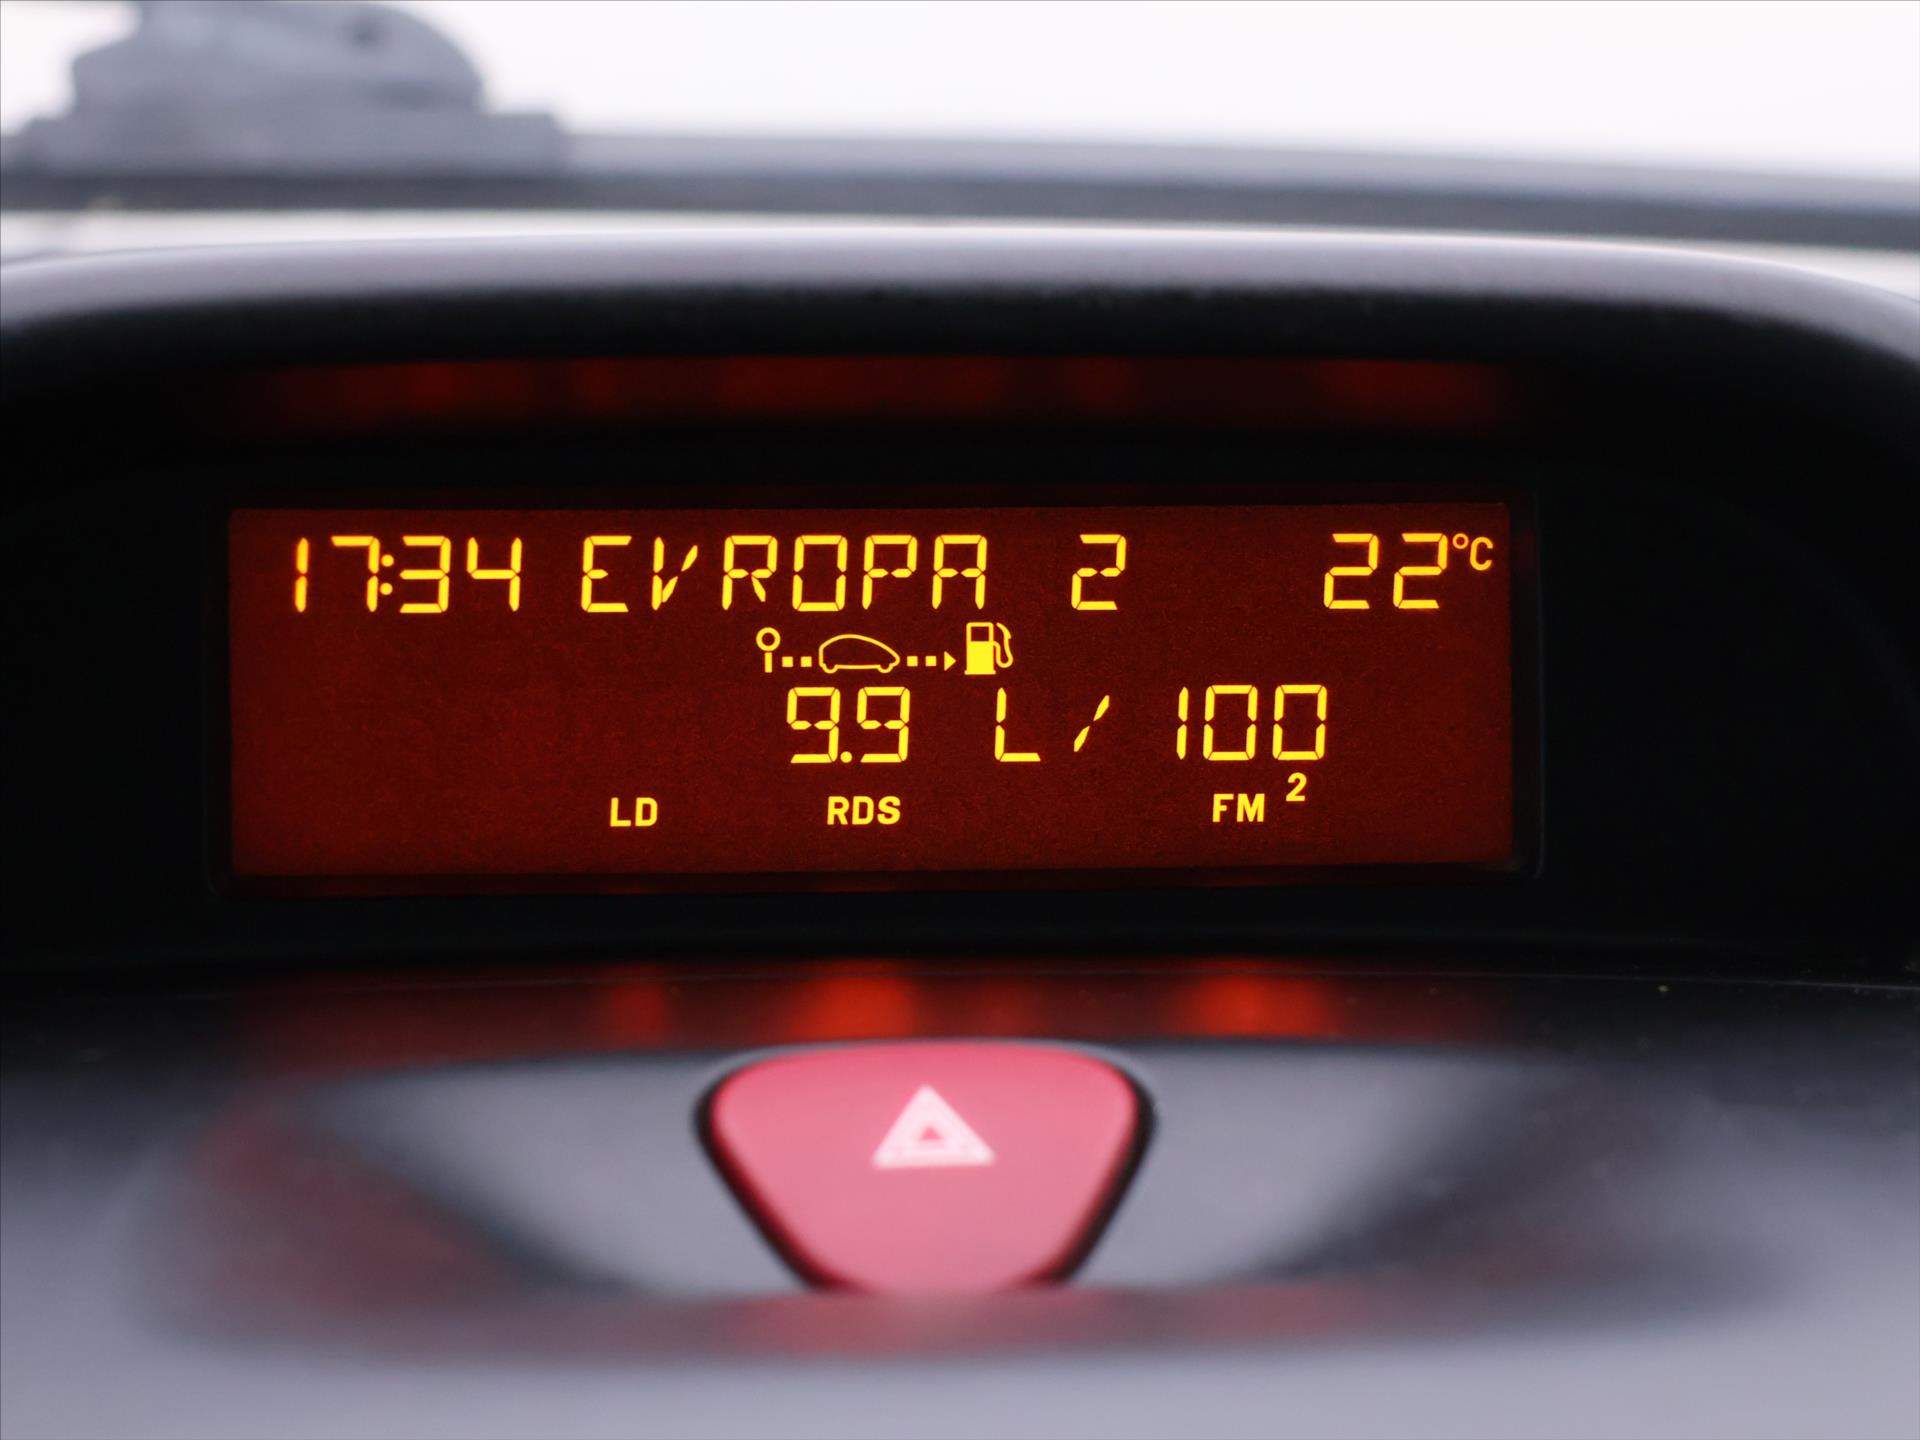 17:34 EVROPA 2 22°C
9.9 L/100
LD RDS FM 2